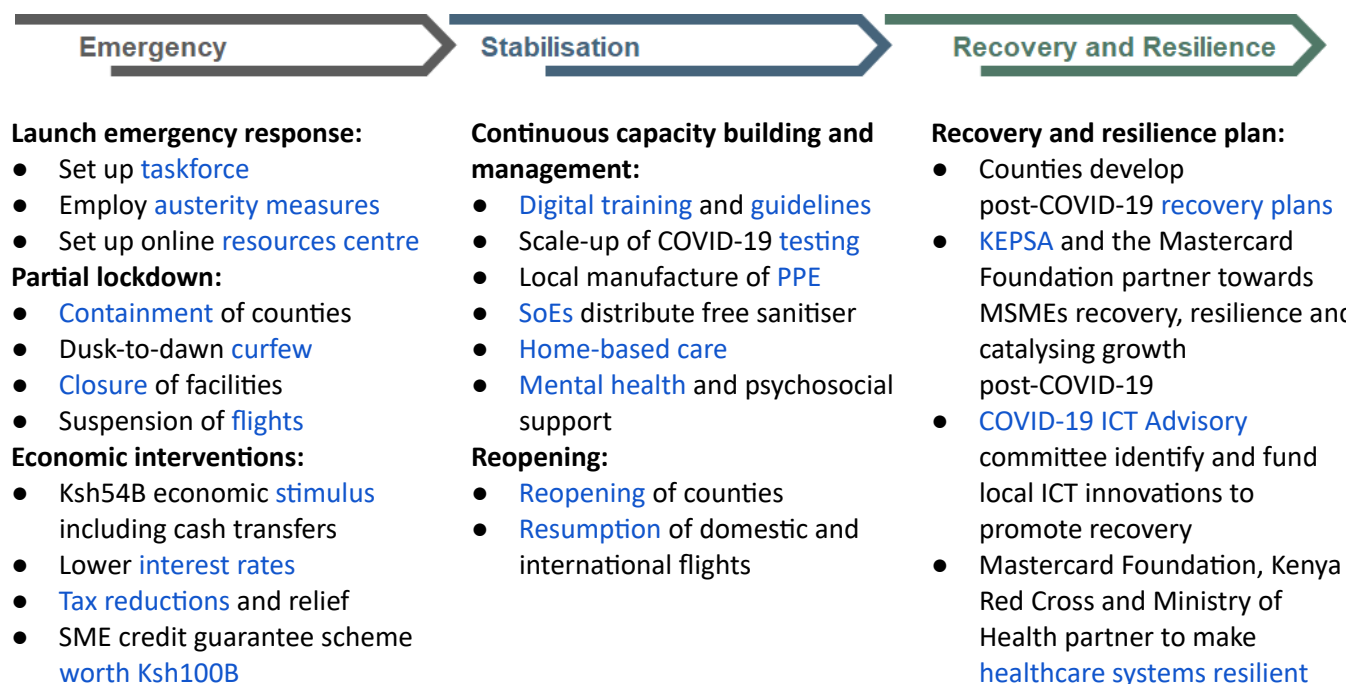 Emergency
Stabilisation
Recovery and Resilience
Launch emergency response:
● Set up taskforce
● Employ austerity measures
● Set up online resources centre
Partial lockdown:
● Containment of counties
● Dusk-to-dawn curfew
● Closure of facilities
● Suspension of flights
Economic interventions:
● Ksh54B economic stimulus
including cash transfers
● Lower interest rates
● Tax reductions and relief
● SME credit guarantee scheme
worth Ksh100B
Continuous capacity building and
management:
● Digital training and guidelines
● Scale-up of COVID-19 testing
● Local manufacture of PPE
● SoEs distribute free sanitiser
● Home-based care
● Mental health and psychosocial
support
Reopening:
● Reopening of counties
● Resumption of domestic and
international flights
Recovery and resilience plan:
● Counties develop
post-COVID-19 recovery plans
● KEPSA and the Mastercard
Foundation partner towards
MSMEs recovery, resilience and
catalysing growth
post-COVID-19
● COVID-19 ICT Advisory
committee identify and fund
local ICT innovations to
promote recovery
● Mastercard Foundation, Kenya
Red Cross and Ministry of
Health partner to make
healthcare systems resilient